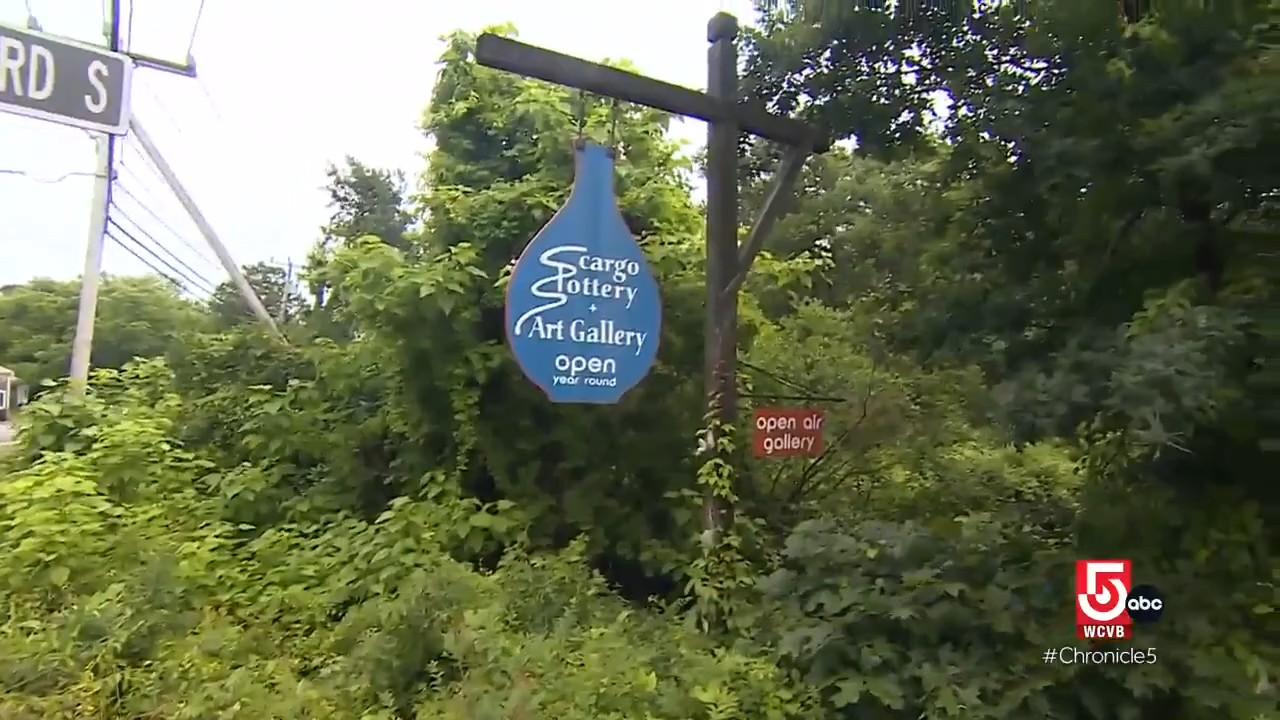 RD S
Scargo
Pottery
+
Art Gallery
open
year round
open air
gallery
5
abc
WCVB
#Chronicle5